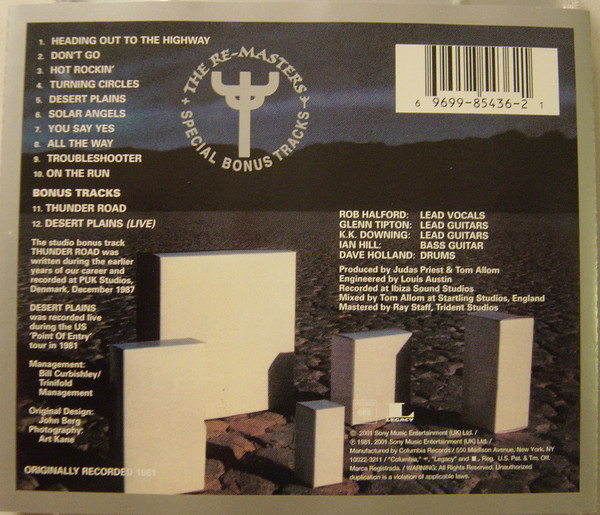 1. HEADING OUT TO THE HIGHWAY
2. DON'T GO
3. HOT ROCKIN'
4. TURNING CIRCLES
5. DESERT PLAINS
6. SOLAR ANGELS
7. YOU SAY YES
8. ALL THE WAY
9. TROUBLESHOOTER
10. ON THE RUN
BONUS TRACKS
11. THUNDER ROAD
12. DESERT PLAINS (LIVE)
The studio bonus track
THUNDER ROAD was
written during the earlier
years of our career and
recorded at PUK Studios,
Denmark, December 1987
DESERT PLAINS
was recorded live
during the US
'Point Of Entry'
tour in 1981
Management:
Bill Curbishley/
Trinifold
Management
Original Design:
John Berg
Photography:
Art Kane
ORIGINALLY RECORDED 1981
+ THE RE-MASTERS +
SPECIAL BONUS TRACKS
6 9699-85436-2 1
ROB HALFORD: LEAD VOCALS
GLENN TIPTON: LEAD GUITARS
K.K. DOWNING: LEAD GUITARS
IAN HILL: BASS GUITAR
DAVE HOLLAND: DRUMS
Produced by Judas Priest & Tom Allom
Engineered by Louis Austin
Recorded at Ibiza Sound Studios
Mixed by Tom Allom at Startling Studios, England
Mastered by Ray Staff, Trident Studios
LEGACY
© 2001 Sony Music Entertainment (UK) Ltd. /
℗ 1981, 2001 Sony Music Entertainment (UK) Ltd. /
Manufactured by Columbia Records / 550 Madison Avenue, New York, NY
10022-3211 / "Columbia," "Legacy" and Reg. U.S. Pat. & Tm. Off.
Marca Registrada. / WARNING: All Rights Reserved. Unauthorized
duplication is a violation of applicable laws.